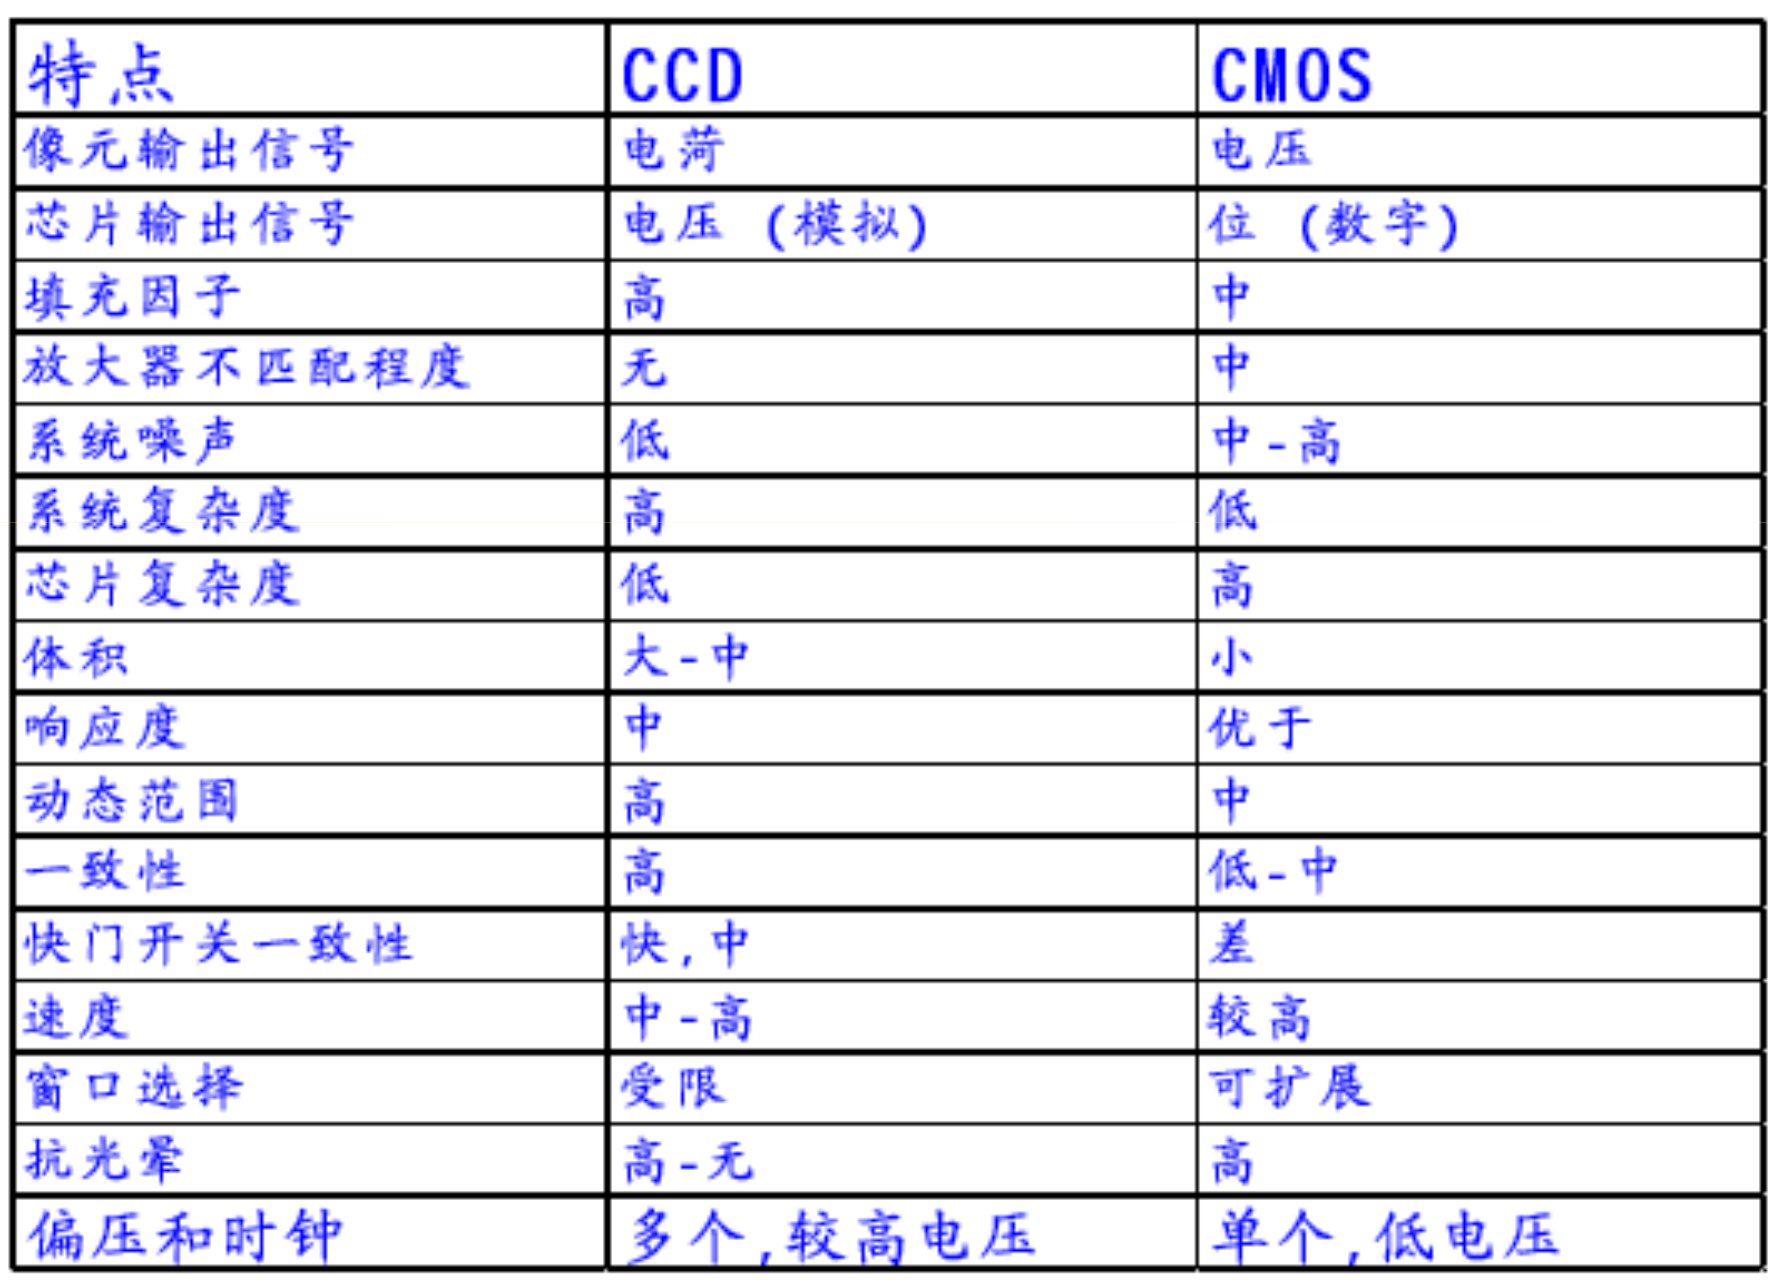 特点 CCD CMOS
像元输出信号 电菏 电压
芯片输出信号 电压 (模拟) 位 (数字)
填充因子 高 中
放大器不匹配程度 无 中
系统噪声 低 中-高
系统复杂度 高 低
芯片复杂度 低 高
体积 大-中 小
响应度 中 优于
动态范围 高 中
一致性 高 低-中
快门开关一致性 快,中 差
速度 中-高 较高
窗口选择 受限 可扩展
抗光晕 高-无 高
偏压和时钟 多个,较高电压 单个,低电压